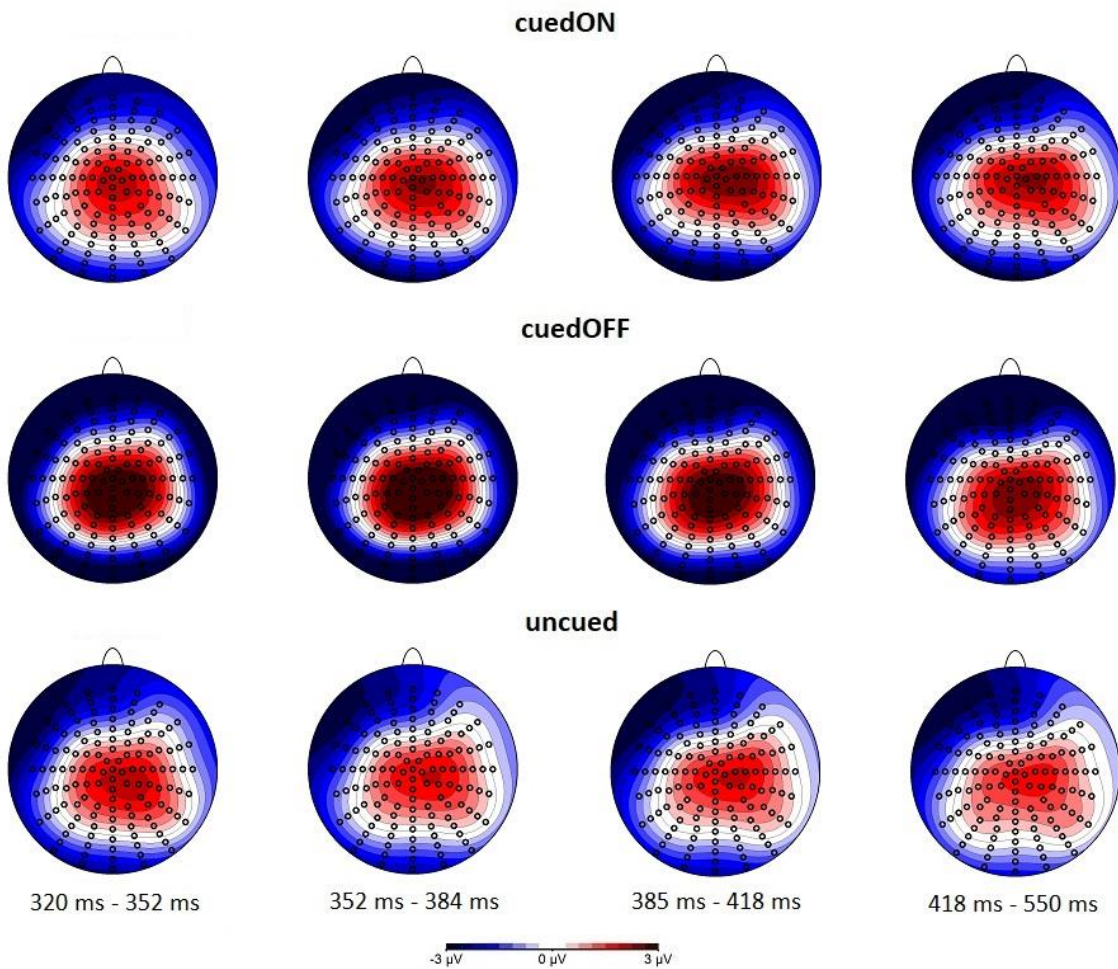 cuedON
cuedOFF
uncued
320 ms - 352 ms
352 ms - 384 ms
385 ms - 418 ms
418 ms - 550 ms
-3 µV
0 µV
3 µV